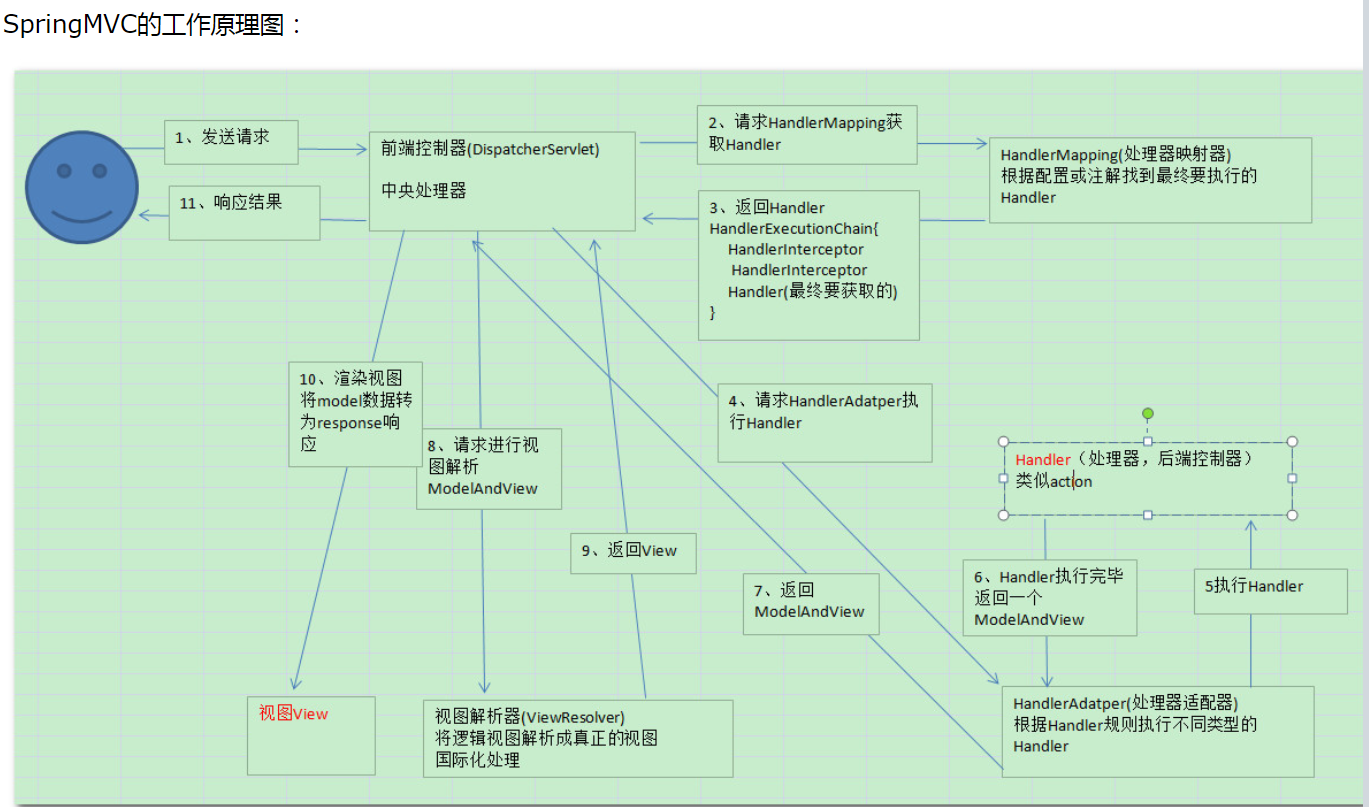 SpringMVC的工作原理图：
1、发送请求
前端控制器(DispatcherServlet)
中央处理器
2、请求HandlerMapping获
取Handler
HandlerMapping(处理器映射器)
根据配置或注解找到最终要执行的
Handler
11、响应结果
3、返回Handler
HandlerExecutionChain{
HandlerInterceptor
HandlerInterceptor
Handler(最终要获取的)
}
10、渲染视图
将model数据转
为response响
应
8、请求进行视
图解析
ModelAndView
4、请求HandlerAdatper执
行Handler
Handler（处理器，后端控制器）
类似action
9、返回View
7、返回
ModelAndView
6、Handler执行完毕
返回一个
ModelAndView
5执行Handler
视图View
视图解析器(ViewResolver)
将逻辑视图解析成真正的视图
国际化处理
HandlerAdatper(处理器适配器)
根据Handler规则执行不同类型的
Handler